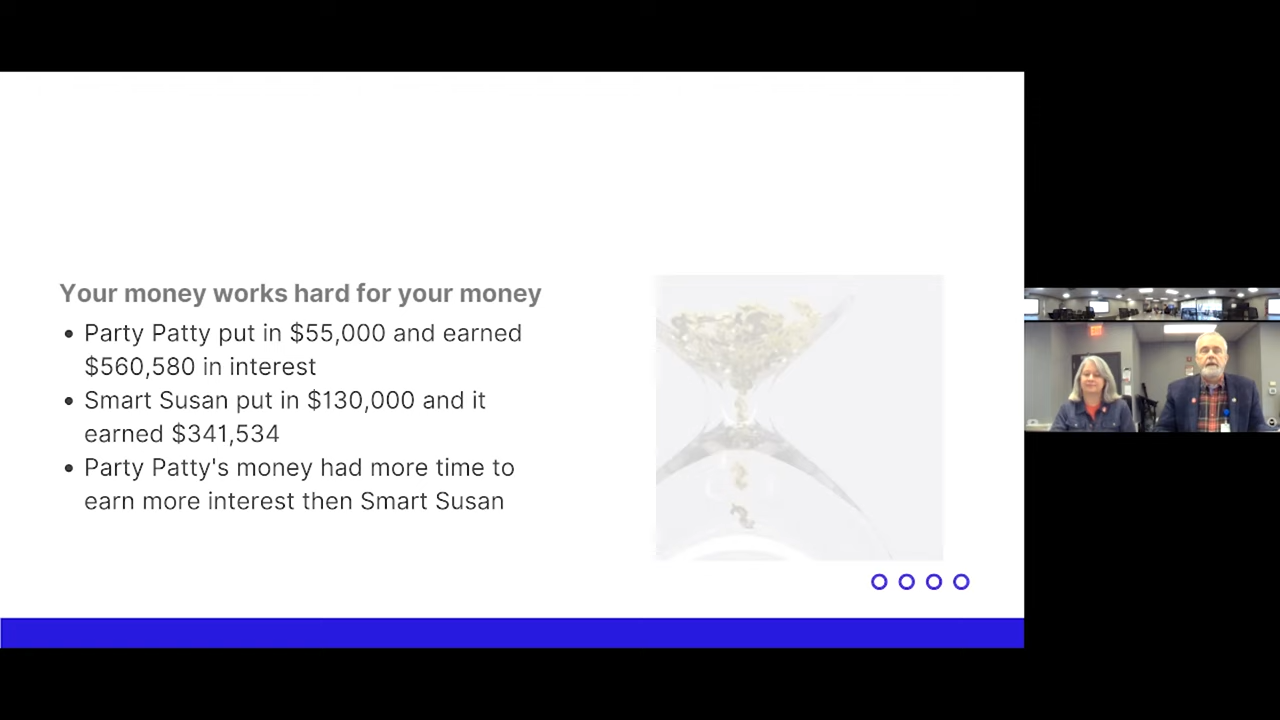 Your money works hard for your money
• Party Patty put in $55,000 and earned
$560,580 in interest
• Smart Susan put in $130,000 and it
earned $341,534
• Party Patty's money had more time to
earn more interest then Smart Susan